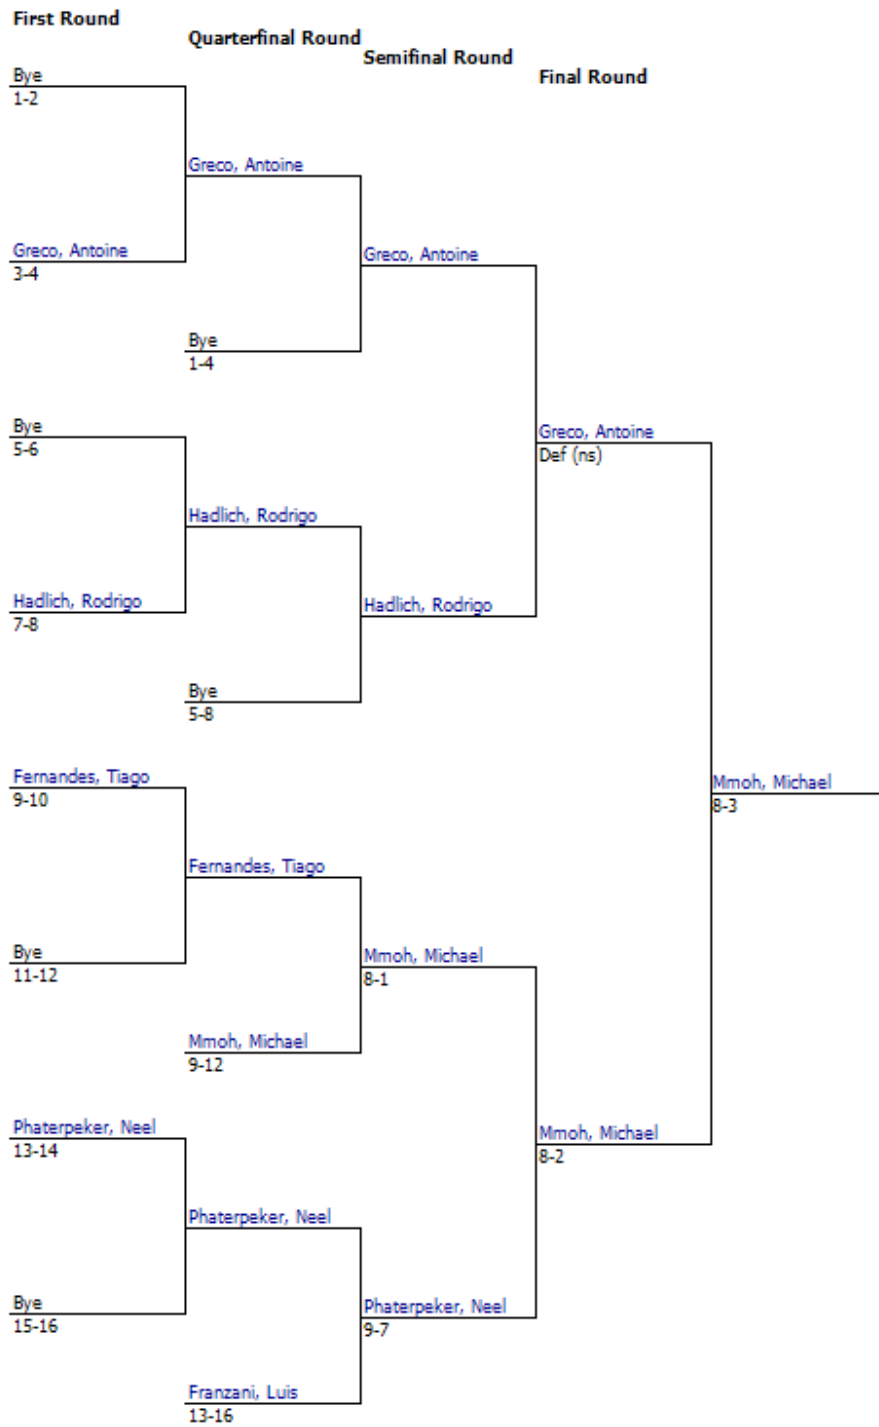 First Round
Quarterfinal Round
Semifinal Round
Final Round
Bye
1-2
Greco, Antoine
Greco, Antoine
3-4
Greco, Antoine
Bye
1-4
Bye
5-6
Greco, Antoine
Def (ns)
Hadlich, Rodrigo
Hadlich, Rodrigo
7-8
Hadlich, Rodrigo
Bye
5-8
Fernandes, Tiago
9-10
Mmoh, Michael
8-3
Fernandes, Tiago
Bye
11-12
Mmoh, Michael
8-1
Mmoh, Michael
9-12
Phaterpeker, Neel
13-14
Mmoh, Michael
8-2
Phaterpeker, Neel
Bye
15-16
Phaterpeker, Neel
9-7
Franzani, Luis
13-16